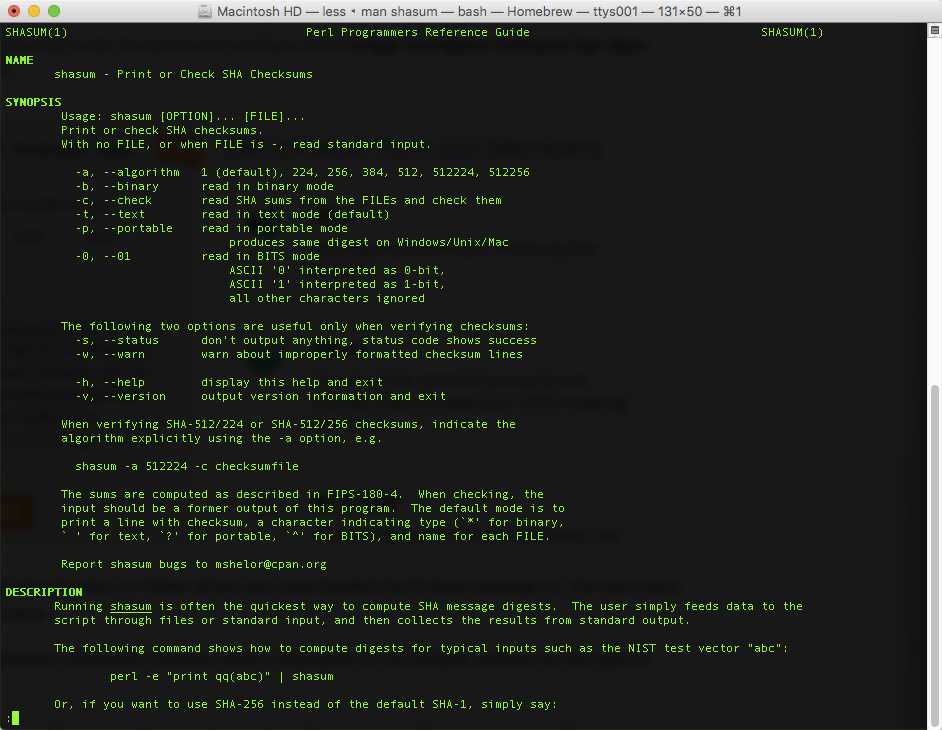 Macintosh HD — less ◂ man shasum — bash — Homebrew — ttys001 — 131×50 — ⌘1
SHASUM(1) Perl Programmers Reference Guide SHASUM(1)
NAME
shasum - Print or Check SHA Checksums
SYNOPSIS
Usage: shasum [OPTION]... [FILE]...
Print or check SHA checksums.
With no FILE, or when FILE is -, read standard input.
-a, --algorithm 1 (default), 224, 256, 384, 512, 512224, 512256
-b, --binary read in binary mode
-c, --check read SHA sums from the FILEs and check them
-t, --text read in text mode (default)
-p, --portable read in portable mode
produces same digest on Windows/Unix/Mac
-0, --01 read in BITS mode
ASCII '0' interpreted as 0-bit,
ASCII '1' interpreted as 1-bit,
all other characters ignored
The following two options are useful only when verifying checksums:
-s, --status don't output anything, status code shows success
-w, --warn warn about improperly formatted checksum lines
-h, --help display this help and exit
-v, --version output version information and exit
When verifying SHA-512/224 or SHA-512/256 checksums, indicate the
algorithm explicitly using the -a option, e.g.
shasum -a 512224 -c checksumfile
The sums are computed as described in FIPS-180-4. When checking, the
input should be a former output of this program. The default mode is to
print a line with checksum, a character indicating type (`*' for binary,
` ' for text, `?' for portable, `^' for BITS), and name for each FILE.
Report shasum bugs to mshelor@cpan.org
DESCRIPTION
Running shasum is often the quickest way to compute SHA message digests. The user simply feeds data to the
script through files or standard input, and then collects the results from standard output.
The following command shows how to compute digests for typical inputs such as the NIST test vector "abc":
perl -e "print qq(abc)" | shasum
Or, if you want to use SHA-256 instead of the default SHA-1, simply say:
: